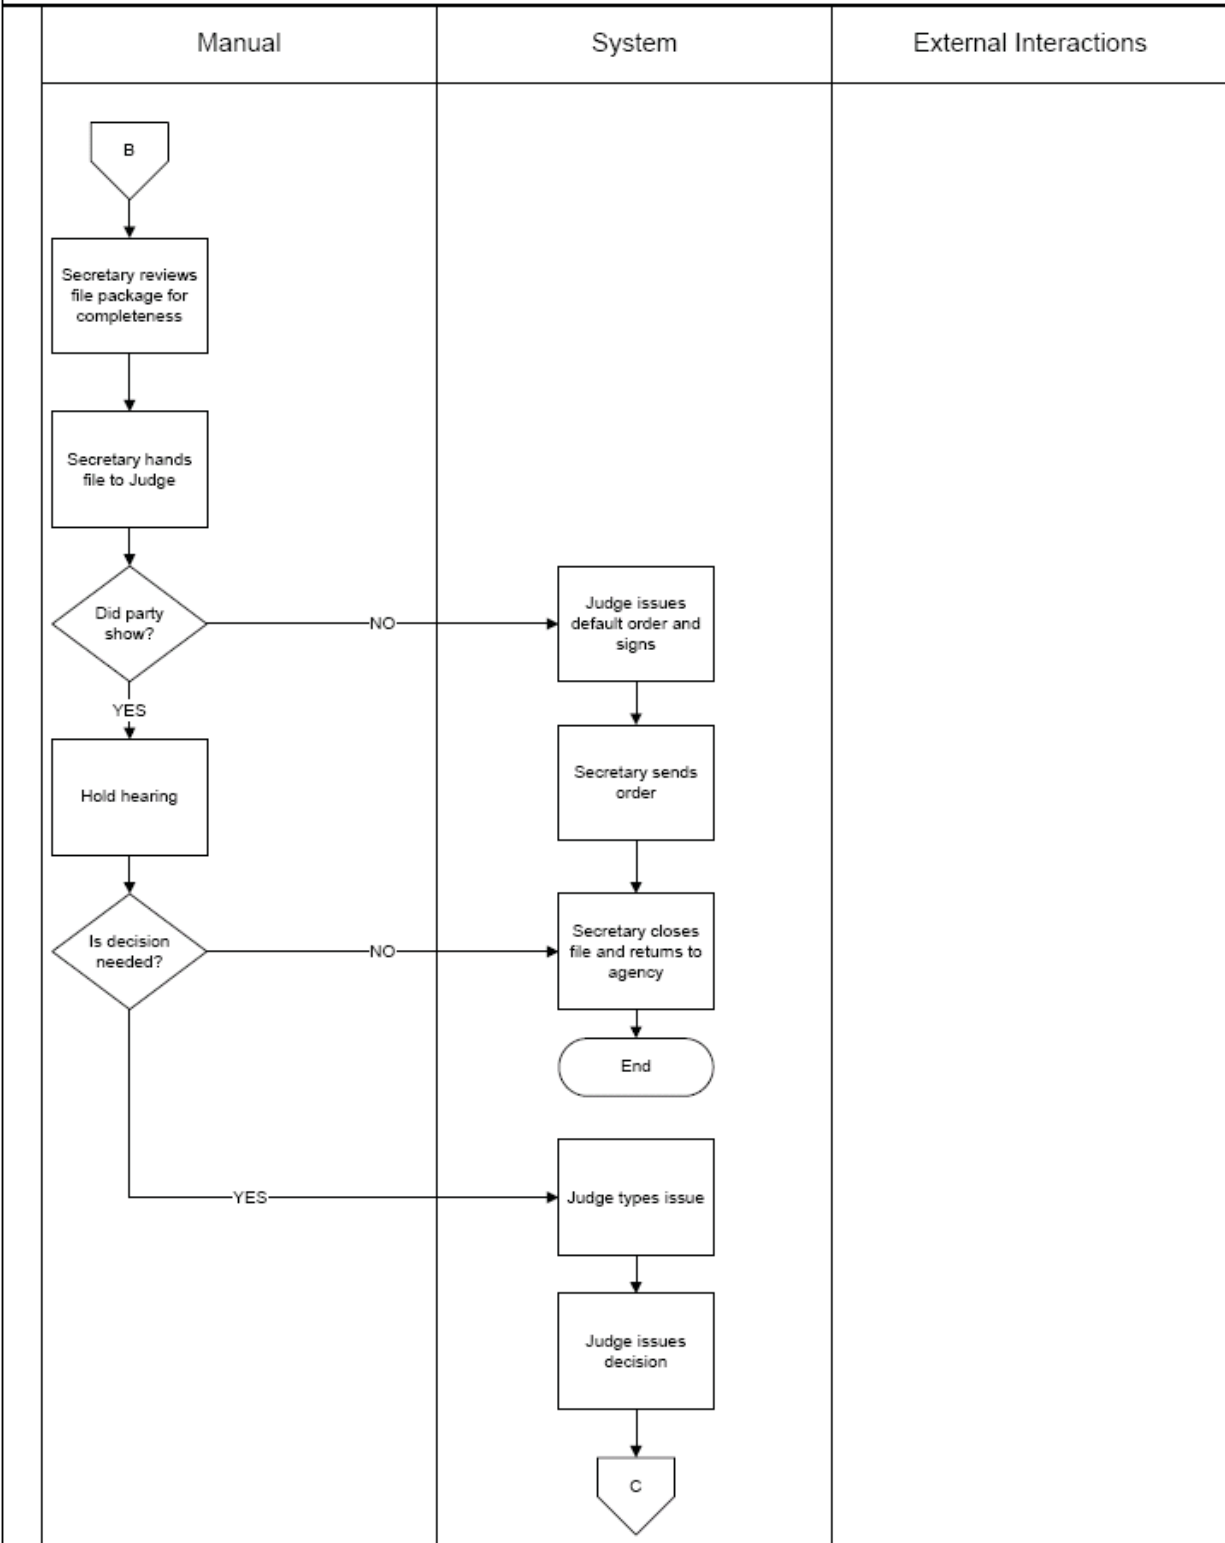 Manual
System
External Interactions
B
Secretary reviews
file package for
completeness
Secretary hands
file to Judge
Did party
show?
NO
Judge issues
default order and
signs
YES
Hold hearing
Secretary sends
order
Is decision
needed?
NO
Secretary closes
file and returns to
agency
End
YES
Judge types issue
Judge issues
decision
C